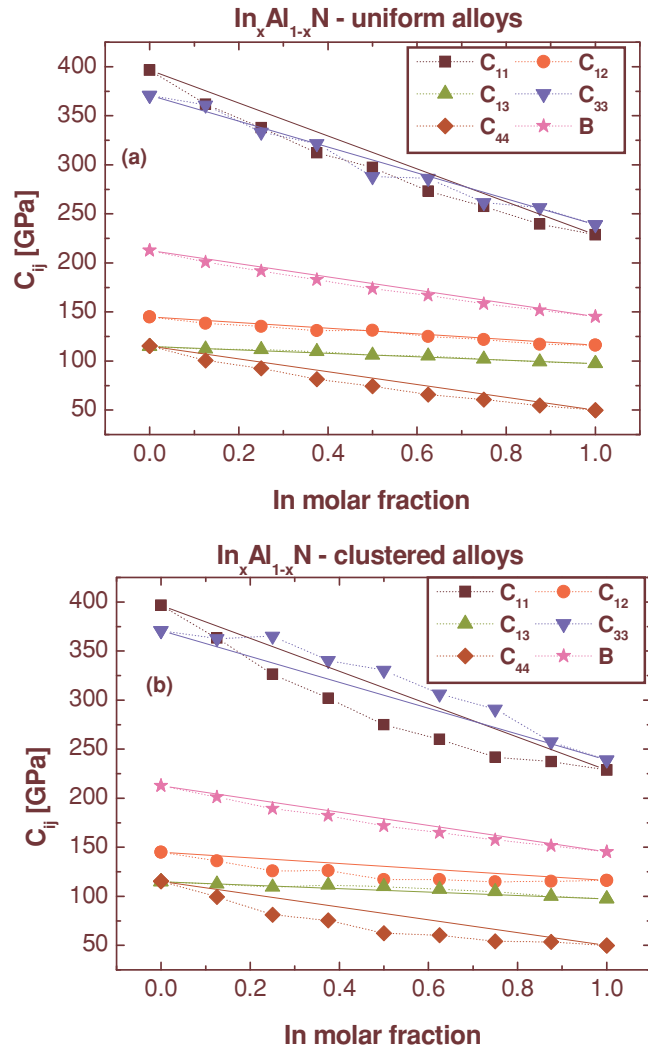 InxAl1-xN - uniform alloys
C11 C12
C13 C33
C44 B
(a)
400
350
300
250
200
150
100
50
Cij [GPa]
0.0 0.2 0.4 0.6 0.8 1.0
In molar fraction
InxAl1-xN - clustered alloys
C11 C12
C13 C33
C44 B
(b)
400
350
300
250
200
150
100
50
Cij [GPa]
0.0 0.2 0.4 0.6 0.8 1.0
In molar fraction